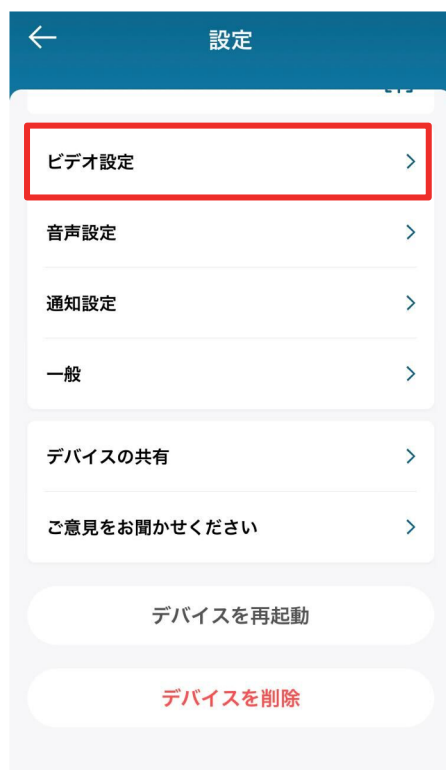 設定
ビデオ設定
音声設定
通知設定
一般
デバイスの共有
ご意見をお聞かせください
デバイスを再起動
デバイスを削除